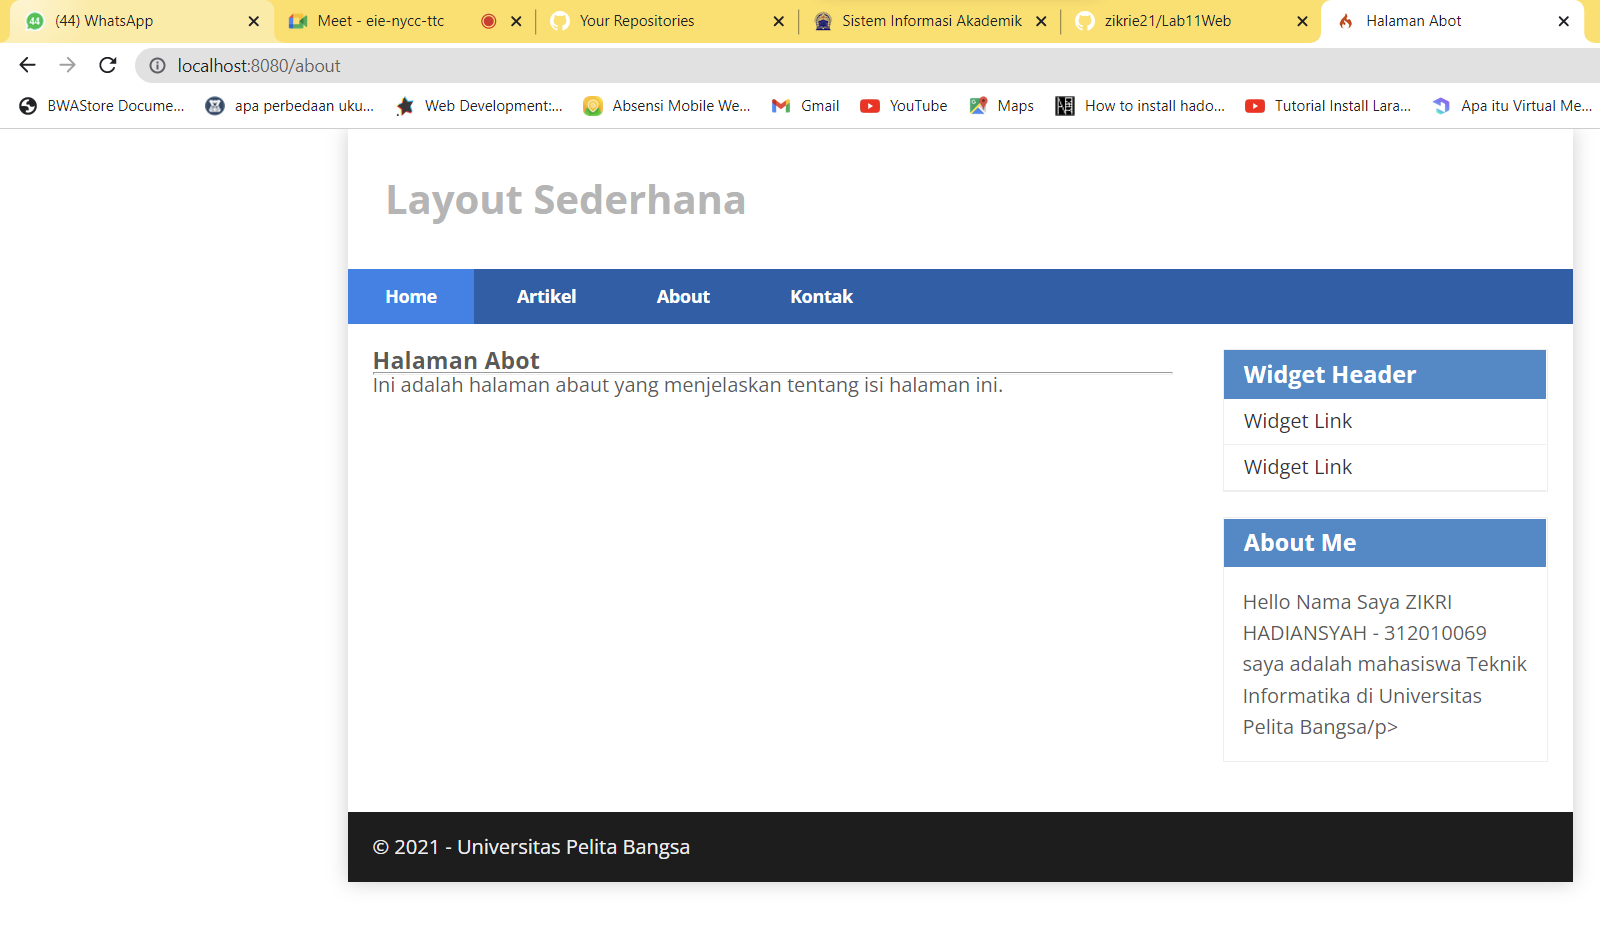 44 (44) WhatsApp
Meet - eie-nycc-ttc
Your Repositories
Sistem Informasi Akademik
zikrie21/Lab11Web
Halaman Abot
localhost:8080/about
BWAStore Docume...
apa perbedaan uku...
Web Development:...
Absensi Mobile We...
Gmail
YouTube
Maps
How to install hado...
Tutorial Install Lara...
Apa itu Virtual Me...
Layout Sederhana
Home
Artikel
About
Kontak
Halaman Abot
Ini adalah halaman abaut yang menjelaskan tentang isi halaman ini.
Widget Header
Widget Link
Widget Link
About Me
Hello Nama Saya ZIKRI
HADIANSYAH - 312010069
saya adalah mahasiswa Teknik
Informatika di Universitas
Pelita Bangsa/p>
© 2021 - Universitas Pelita Bangsa